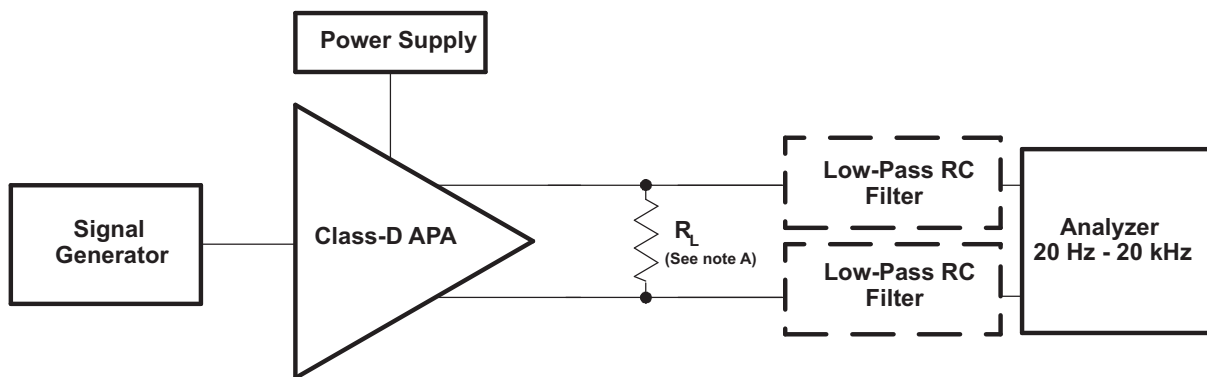 Power Supply
Signal
Generator
Class-D APA
R_L
(See note A)
Low-Pass RC
Filter
Low-Pass RC
Filter
Analyzer
20 Hz - 20 kHz